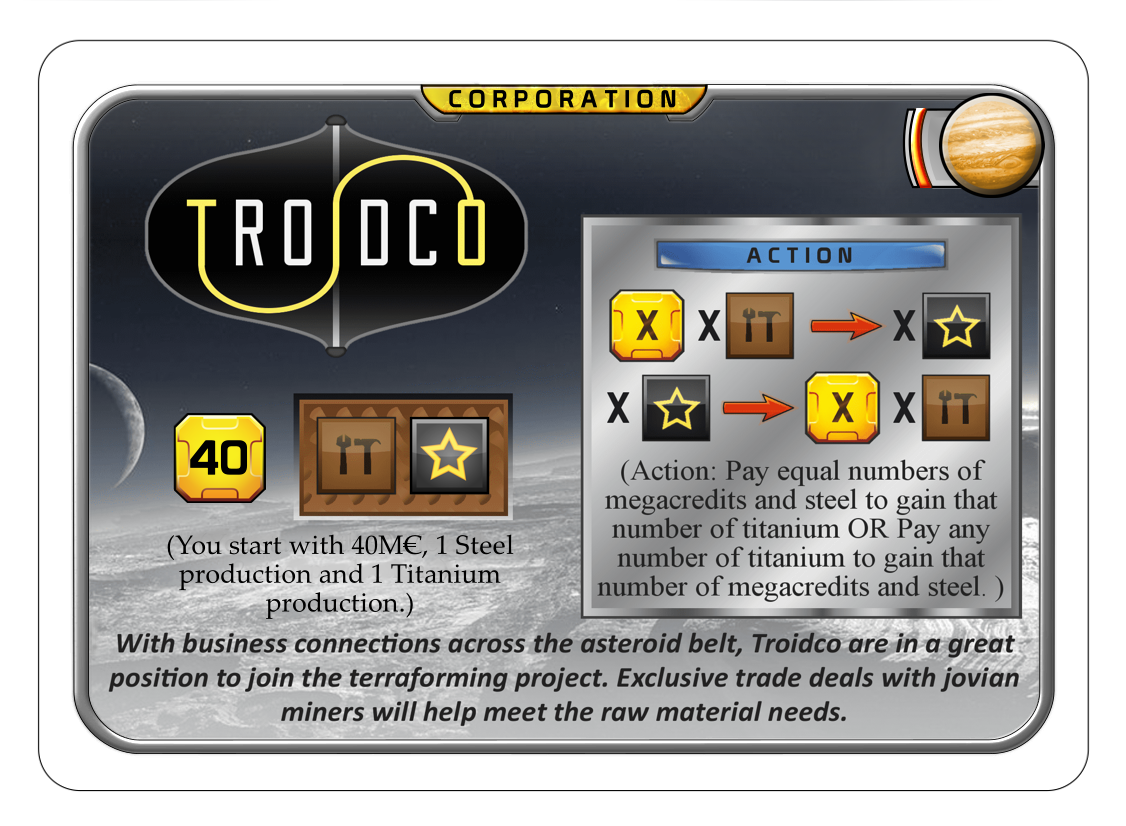 CORPORATION
TROIDCO
ACTION
X X X
X X X
40
(Action: Pay equal numbers of
megacredits and steel to gain that
number of titanium OR Pay any
number of titanium to gain that
number of megacredits and steel. )
(You start with 40M€, 1 Steel
production and 1 Titanium
production.)
With business connections across the asteroid belt, Troidco are in a great
position to join the terraforming project. Exclusive trade deals with jovian
miners will help meet the raw material needs.